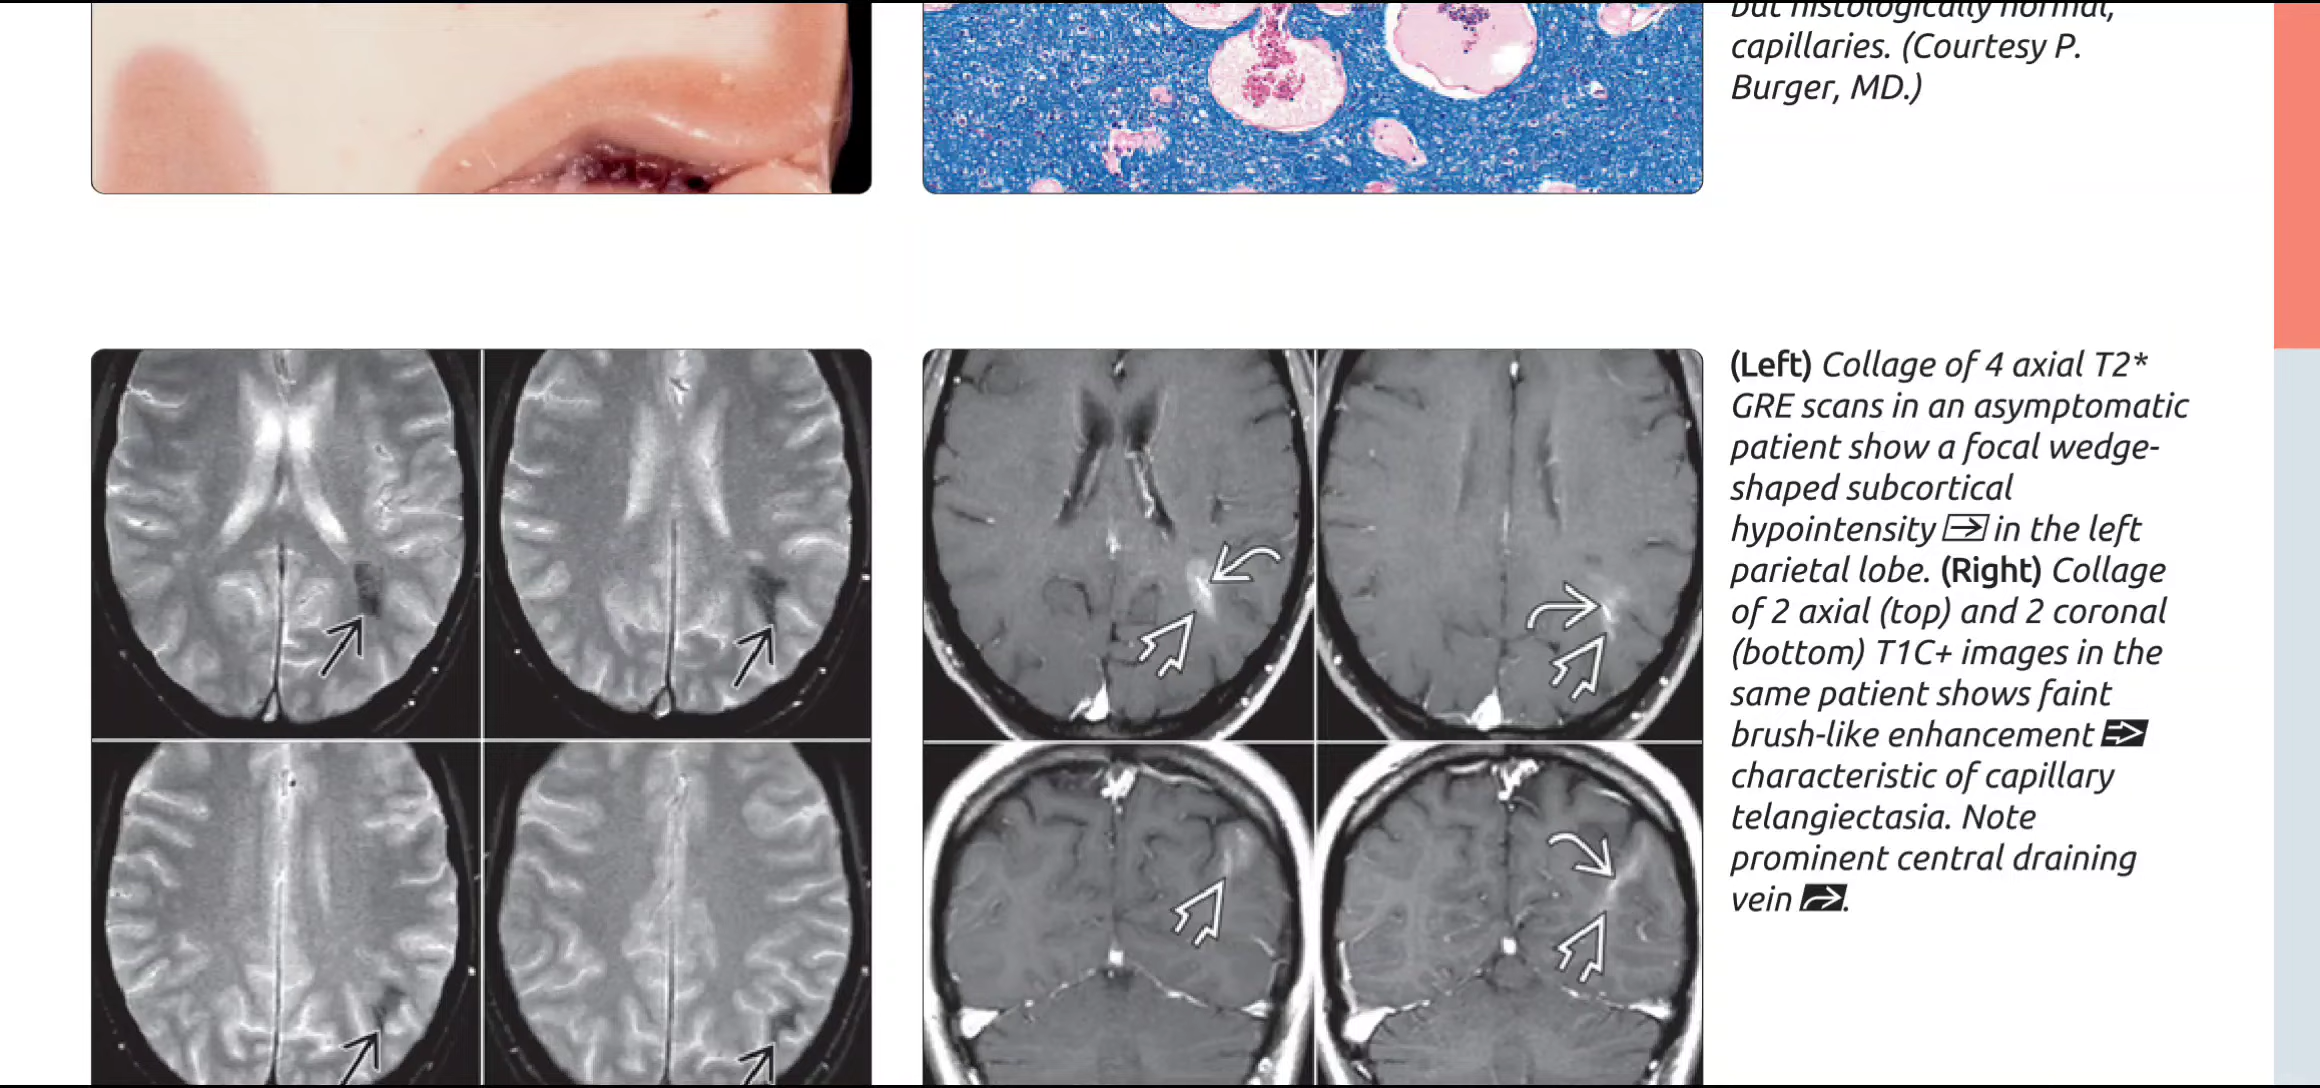 but histologically normal,
capillaries. (Courtesy P.
Burger, MD.)
(Left) Collage of 4 axial T2*
GRE scans in an asymptomatic
patient show a focal wedge-
shaped subcortical
hypointensity in the left
parietal lobe. (Right) Collage
of 2 axial (top) and 2 coronal
(bottom) T1C+ images in the
same patient shows faint
brush-like enhancement
characteristic of capillary
telangiectasia. Note
prominent central draining
vein .